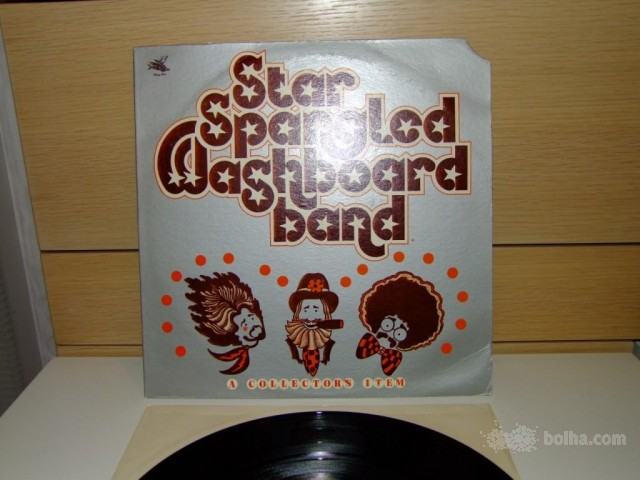 Star
Spangled
Washboard
band
A COLLECTORS ITEM
bolha.com